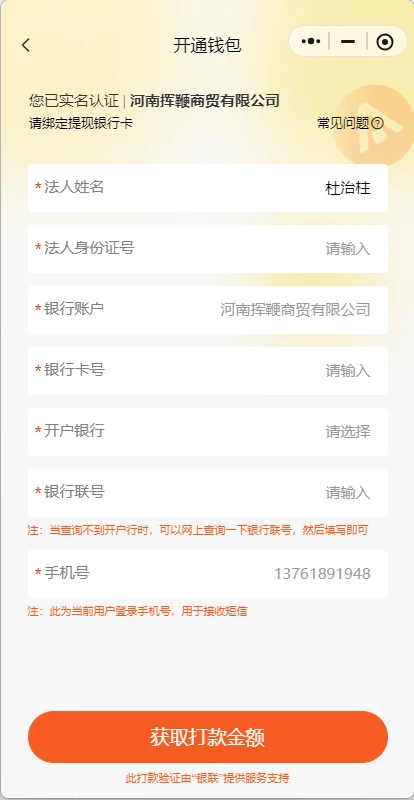 开通钱包
您已实名认证 | 河南挥鞭商贸有限公司
请绑定提现银行卡
常见问题
*法人姓名 杜治柱
*法人身份证号 请输入
*银行账户 河南挥鞭商贸有限公司
*银行卡号 请输入
*开户银行 请选择
*银行联号 请输入
注：当查询不到开户行时，可以网上查询一下银行联号，然后填写即可
*手机号 13761891948
注：此为当前用户登录手机号，用于接收短信
获取打款金额
此打款验证由“银联”提供服务支持